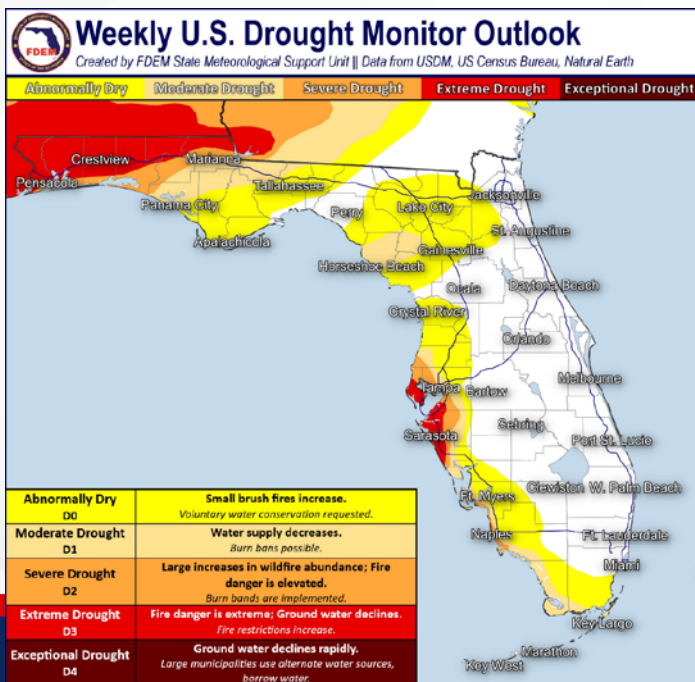 FDEM
Weekly U.S. Drought Monitor Outlook
Created by FDEM State Meteorological Support Unit || Data from USDM, US Census Bureau, Natural Earth
Abnormally Dry Moderate Drought Severe Drought Extreme Drought Exceptional Drought
Crestview
Marianna
Pensacola
Tallahassee
Panama City
Apalachicola
Perry
Lake City
Jacksonville
St. Augustine
Gainesville
Horseshoe Beach
Ocala
Daytona Beach
Crystal River
Orlando
Tampa
Bartow
Melbourne
Sarasota
Sebring
Port St. Lucie
Ft. Myers
Clewiston
W. Palm Beach
Naples
Ft. Lauderdale
Miami
Key Largo
Marathon
Key West
Abnormally Dry
D0
Small brush fires increase.
Voluntary water conservation requested.
Moderate Drought
D1
Water supply decreases.
Burn bans possible.
Severe Drought
D2
Large increases in wildfire abundance; Fire
danger is elevated.
Burn bands are implemented.
Extreme Drought
D3
Fire danger is extreme; Ground water declines.
Fire restrictions increase.
Exceptional Drought
D4
Ground water declines rapidly.
Large municipalities use alternate water sources,
borrow water.